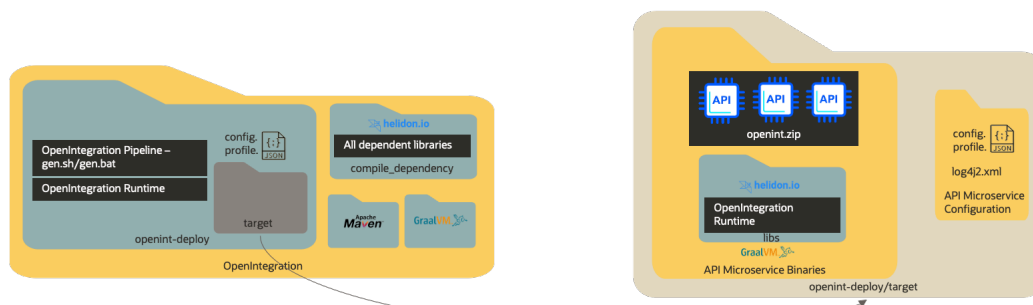 OpenIntegration Pipeline –
gen.sh/gen.bat
OpenIntegration Runtime
config.
profile.
{;}
JSON
target
openint-deploy
helidon.io
All dependent libraries
compile_dependency
Apache
Maven
GraalVM
OpenIntegration
API
API
API
openint.zip
helidon.io
OpenIntegration
Runtime
libs
GraalVM
API Microservice Binaries
config.
profile.
{;}
JSON
log4j2.xml
API Microservice
Configuration
openint-deploy/target